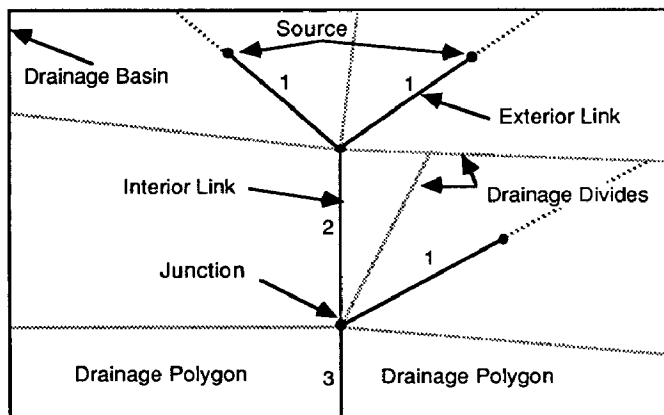 Source
Drainage Basin
1
1
Exterior Link
Interior Link
Drainage Divides
2
1
Junction
Drainage Polygon
3
Drainage Polygon